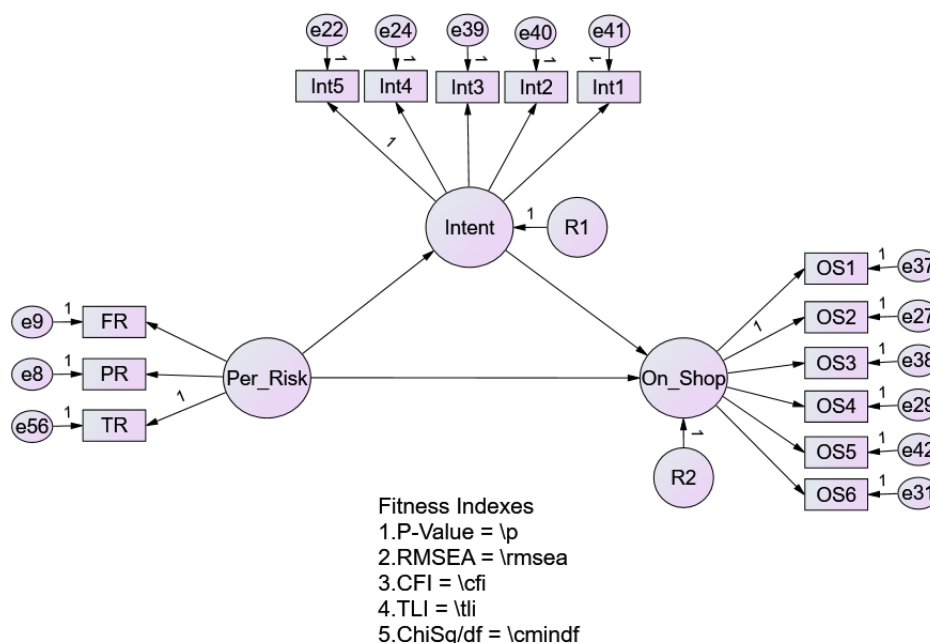 e22 e24 e39 e40 e41
1 1 1 1 1
Int5 Int4 Int3 Int2 Int1
1
Intent
1
R1
e9 1 FR
e8 1 PR
e56 1 TR
1
Per_Risk
On_Shop
1
R2
1
OS1 1 e37
OS2 1 e27
OS3 1 e38
OS4 1 e29
OS5 1 e42
OS6 1 e31
Fitness Indexes
1.P-Value = \p
2.RMSEA = \rmsea
3.CFI = \cfi
4.TLI = \tli
5.ChiSq/df = \cmindf